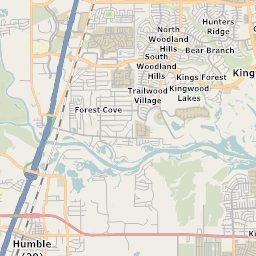 North
Woodland
Hills
Hunters
Ridge
Bear Branch
South
Woodland
Hills
Kings Forest
King
Trailwood
Village
Kingwood
Lakes
Forest Cove
Humble
(20)
K